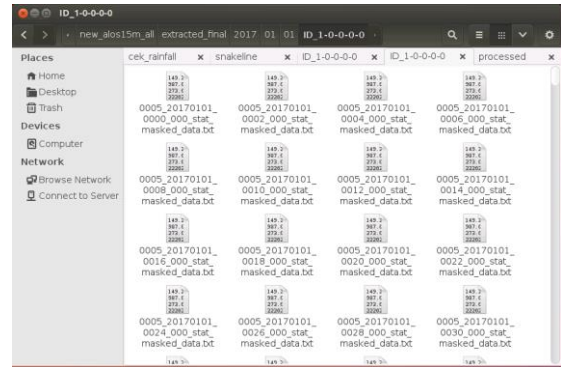 ID_1-0-0-0-0
new_alos15m_all extracted_final 2017 01 01 ID_1-0-0-0-0
Places
Home
Desktop
Trash
Devices
Computer
Network
Browse Network
Connect to Server
cek_rainfall x snakeline x ID_1-0-0-0-0 x ID_1-0-0-0-0 x processed x
0005_20170101_ 0005_20170101_ 0005_20170101_ 0005_20170101_
0000_000_stat_ 0002_000_stat_ 0004_000_stat_ 0006_000_stat_
masked_data.txt masked_data.txt masked_data.txt masked_data.txt
0005_20170101_ 0005_20170101_ 0005_20170101_ 0005_20170101_
0008_000_stat_ 0010_000_stat_ 0012_000_stat_ 0014_000_stat_
masked_data.txt masked_data.txt masked_data.txt masked_data.txt
0005_20170101_ 0005_20170101_ 0005_20170101_ 0005_20170101_
0016_000_stat_ 0018_000_stat_ 0020_000_stat_ 0022_000_stat_
masked_data.txt masked_data.txt masked_data.txt masked_data.txt
0005_20170101_ 0005_20170101_ 0005_20170101_ 0005_20170101_
0024_000_stat_ 0026_000_stat_ 0028_000_stat_ 0030_000_stat_
masked_data.txt masked_data.txt masked_data.txt masked_data.txt